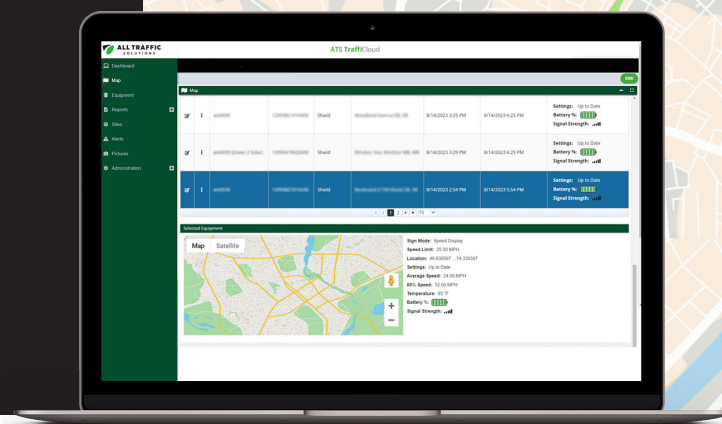 ALL TRAFFIC
SOLUTIONS
ATS TraffiCloud
Dashboard
Map
Equipment
Reports
Sites
Alerts
Pictures
Administration
Map
Shield
8/14/2023 3:25 PM
8/14/2023 6:25 PM
Settings: Up to Date
Battery %:
Signal Strength:
Shield
8/14/2023 3:29 PM
8/14/2023 6:29 PM
Settings: Up to Date
Battery %:
Signal Strength:
Shield
8/14/2023 2:54 PM
8/14/2023 5:54 PM
Settings: Up to Date
Battery %:
Signal Strength:
1 2
15
Selected Equipment
Map Satellite
Sign Mode: Speed Display
Speed Limit: 25.00 MPH
Settings: Up to Date
Average Speed: 24.00 MPH
85% Speed: 32.00 MPH
Temperature: 93 °F
Battery %:
Signal Strength: